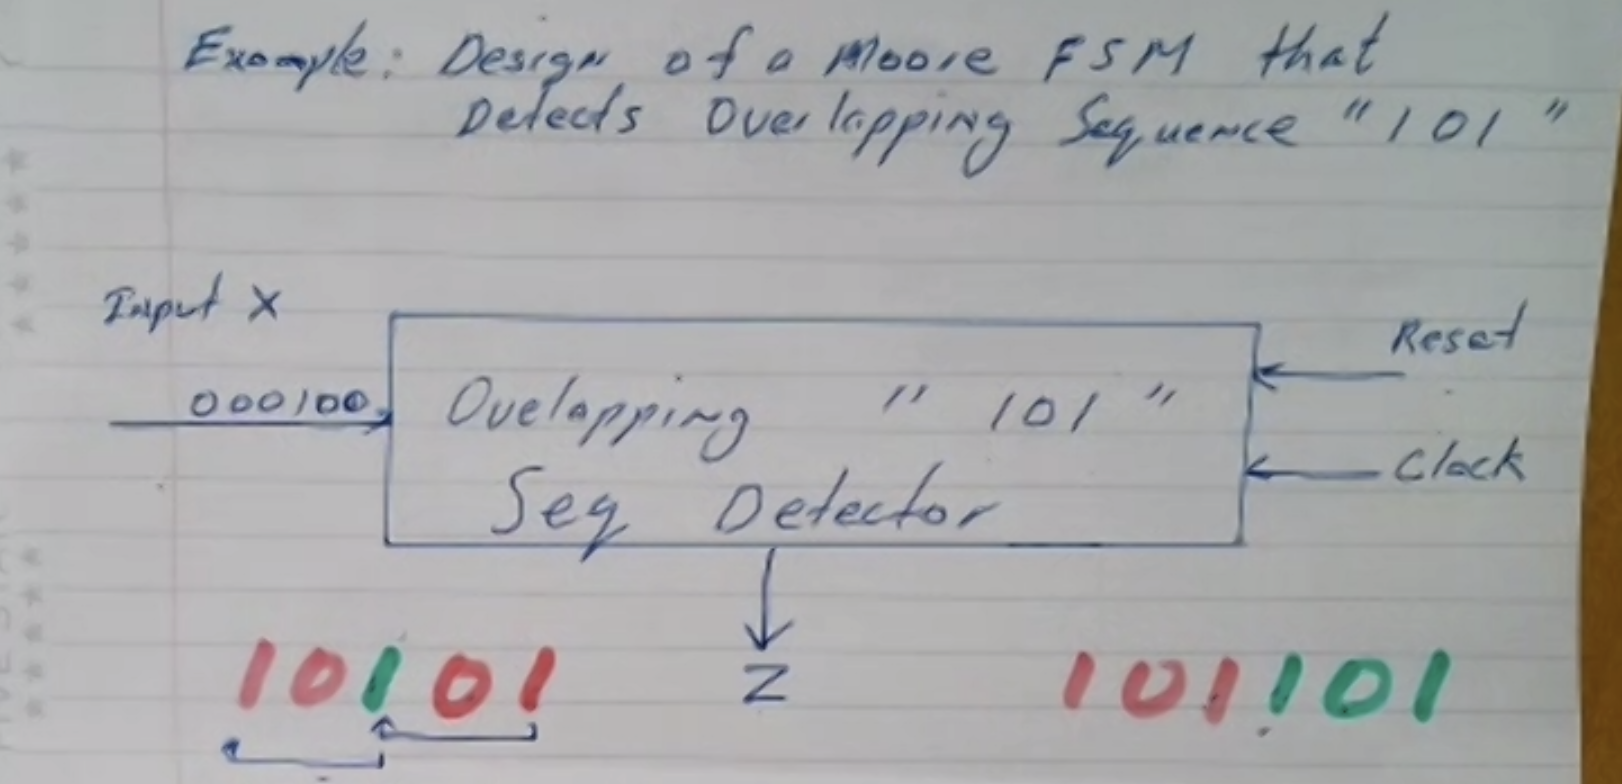 Example: Design of a Moore FSM that
Detects Overlapping Sequence "101"
Input X
Reset
000100
Ovelapping "101"
Clock
Seq Detector
Z
10101
101101